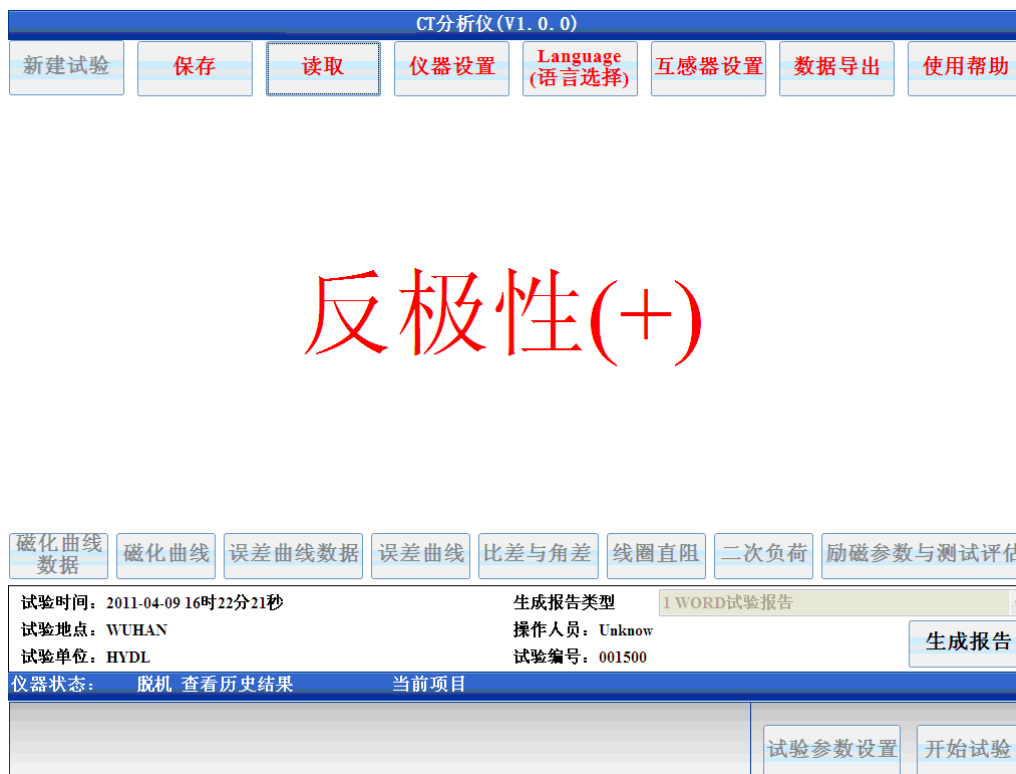 CT分析仪(V1.0.0)
新建试验
保存
读取
仪器设置
Language
(语言选择)
互感器设置
数据导出
使用帮助
反极性(+)
磁化曲线
数据
磁化曲线
误差曲线数据
误差曲线
比差与角差
线圈直阻
二次负荷
励磁参数与测试评估
试验时间：2011-04-09 16时22分21秒
生成报告类型
1 WORD试验报告
试验地点：WUHAN
操作人员：Unknow
生成报告
试验单位：HYDL
试验编号：001500
仪器状态： 脱机 查看历史结果 当前项目
试验参数设置
开始试验